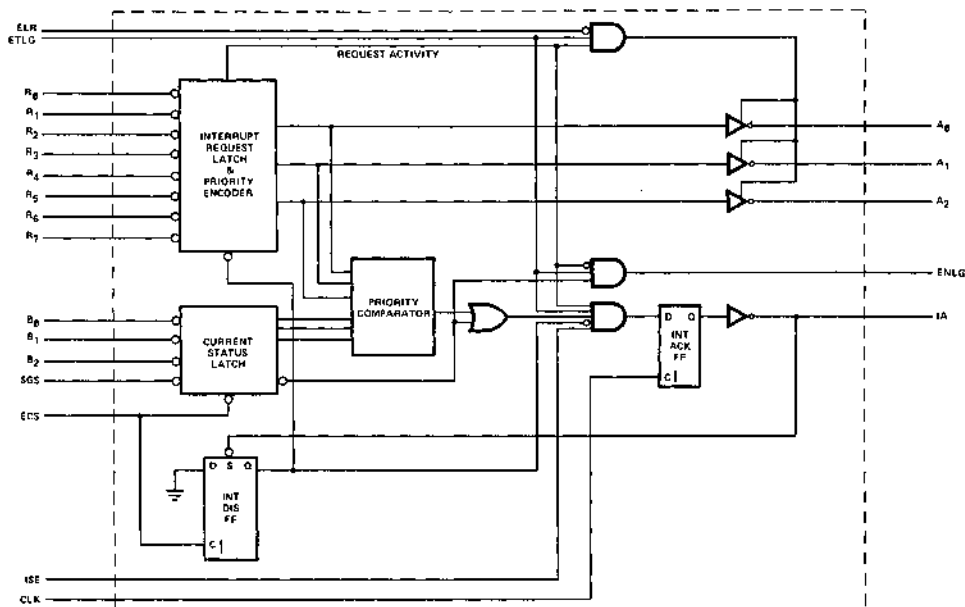 ELR
ETLG
REQUEST ACTIVITY
R0
R1
R2
R3
R4
R5
R6
R7
INTERRUPT
REQUEST
LATCH
&
PRIORITY
ENCODER
A0
A1
A2
PRIORITY
COMPARATOR
ENLG
B0
B1
B2
SGS
ECS
CURRENT
STATUS
LATCH
D Q
INT
ACK
FF
C
IA
D S Q
INT
DIS
FF
C
ISE
CLK